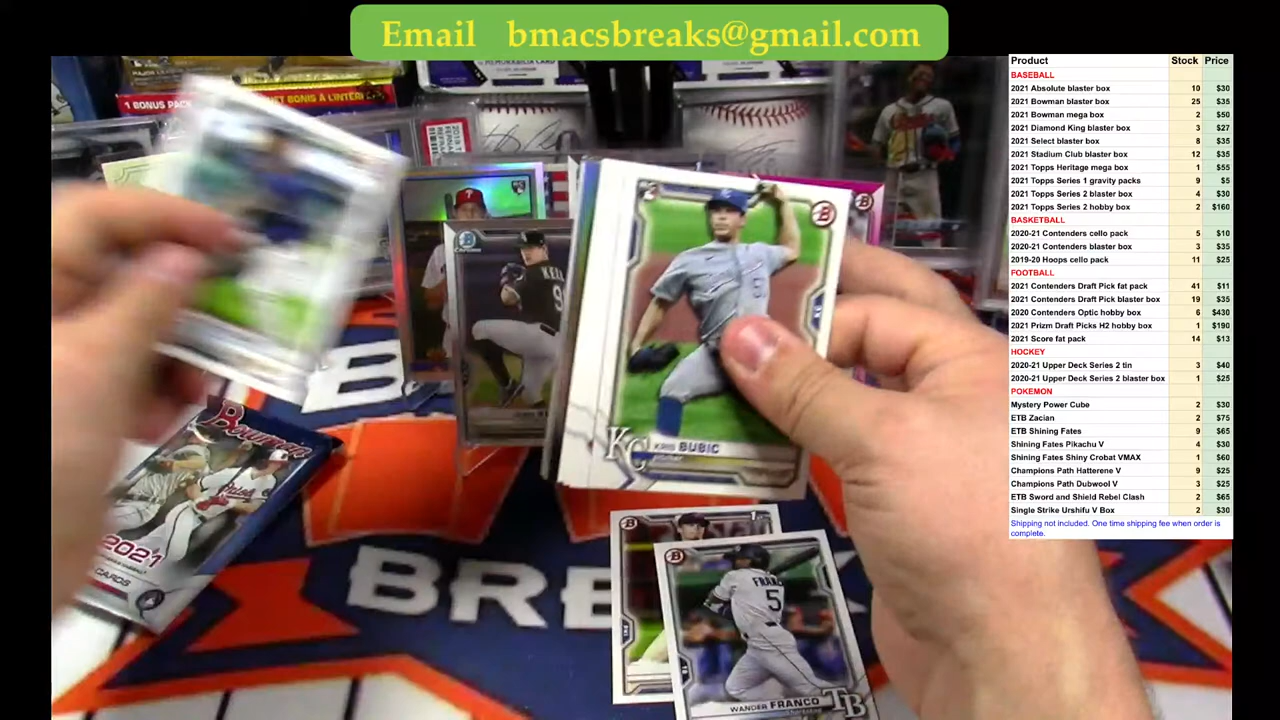 Email bmacsbreaks@gmail.com
Product Stock Price
BASEBALL
2021 Absolute blaster box 10 $30
2021 Bowman blaster box 25 $35
2021 Bowman mega box 2 $50
2021 Diamond King blaster box 3 $27
2021 Select blaster box 8 $35
2021 Stadium Club blaster box 12 $35
2021 Topps Heritage mega box 1 $55
2021 Topps Series 1 gravity packs 9 $5
2021 Topps Series 2 blaster box 4 $30
2021 Topps Series 2 hobby box 2 $160
BASKETBALL
2020-21 Contenders cello pack 5 $10
2020-21 Contenders blaster box 3 $35
2019-20 Hoops cello pack 11 $25
FOOTBALL
2021 Contenders Draft Pick fat pack 41 $11
2021 Contenders Draft Pick blaster box 19 $35
2020 Contenders Optic hobby box 6 $430
2021 Prizm Draft Picks H2 hobby box 1 $190
2021 Score fat pack 14 $13
HOCKEY
2020-21 Upper Deck Series 2 tin 3 $40
2020-21 Upper Deck Series 2 blaster box 1 $25
POKEMON
Mystery Power Cube 2 $30
ETB Zacian 2 $75
ETB Shining Fates 9 $65
Shining Fates Pikachu V 4 $30
Shining Fates Shiny Crobat VMAX 1 $60
Champions Path Hatterene V 9 $25
Champions Path Dubwool V 3 $25
ETB Sword and Shield Rebel Clash 2 $65
Single Strike Urshifu V Box 2 $30
Shipping not included. One time shipping fee when order is
complete.
1 BONUS PACK
KC
KRIS BUBIC
Bowman
2021
CARDS
B
BRE
FRANCO
5
WANDER FRANCO
TB